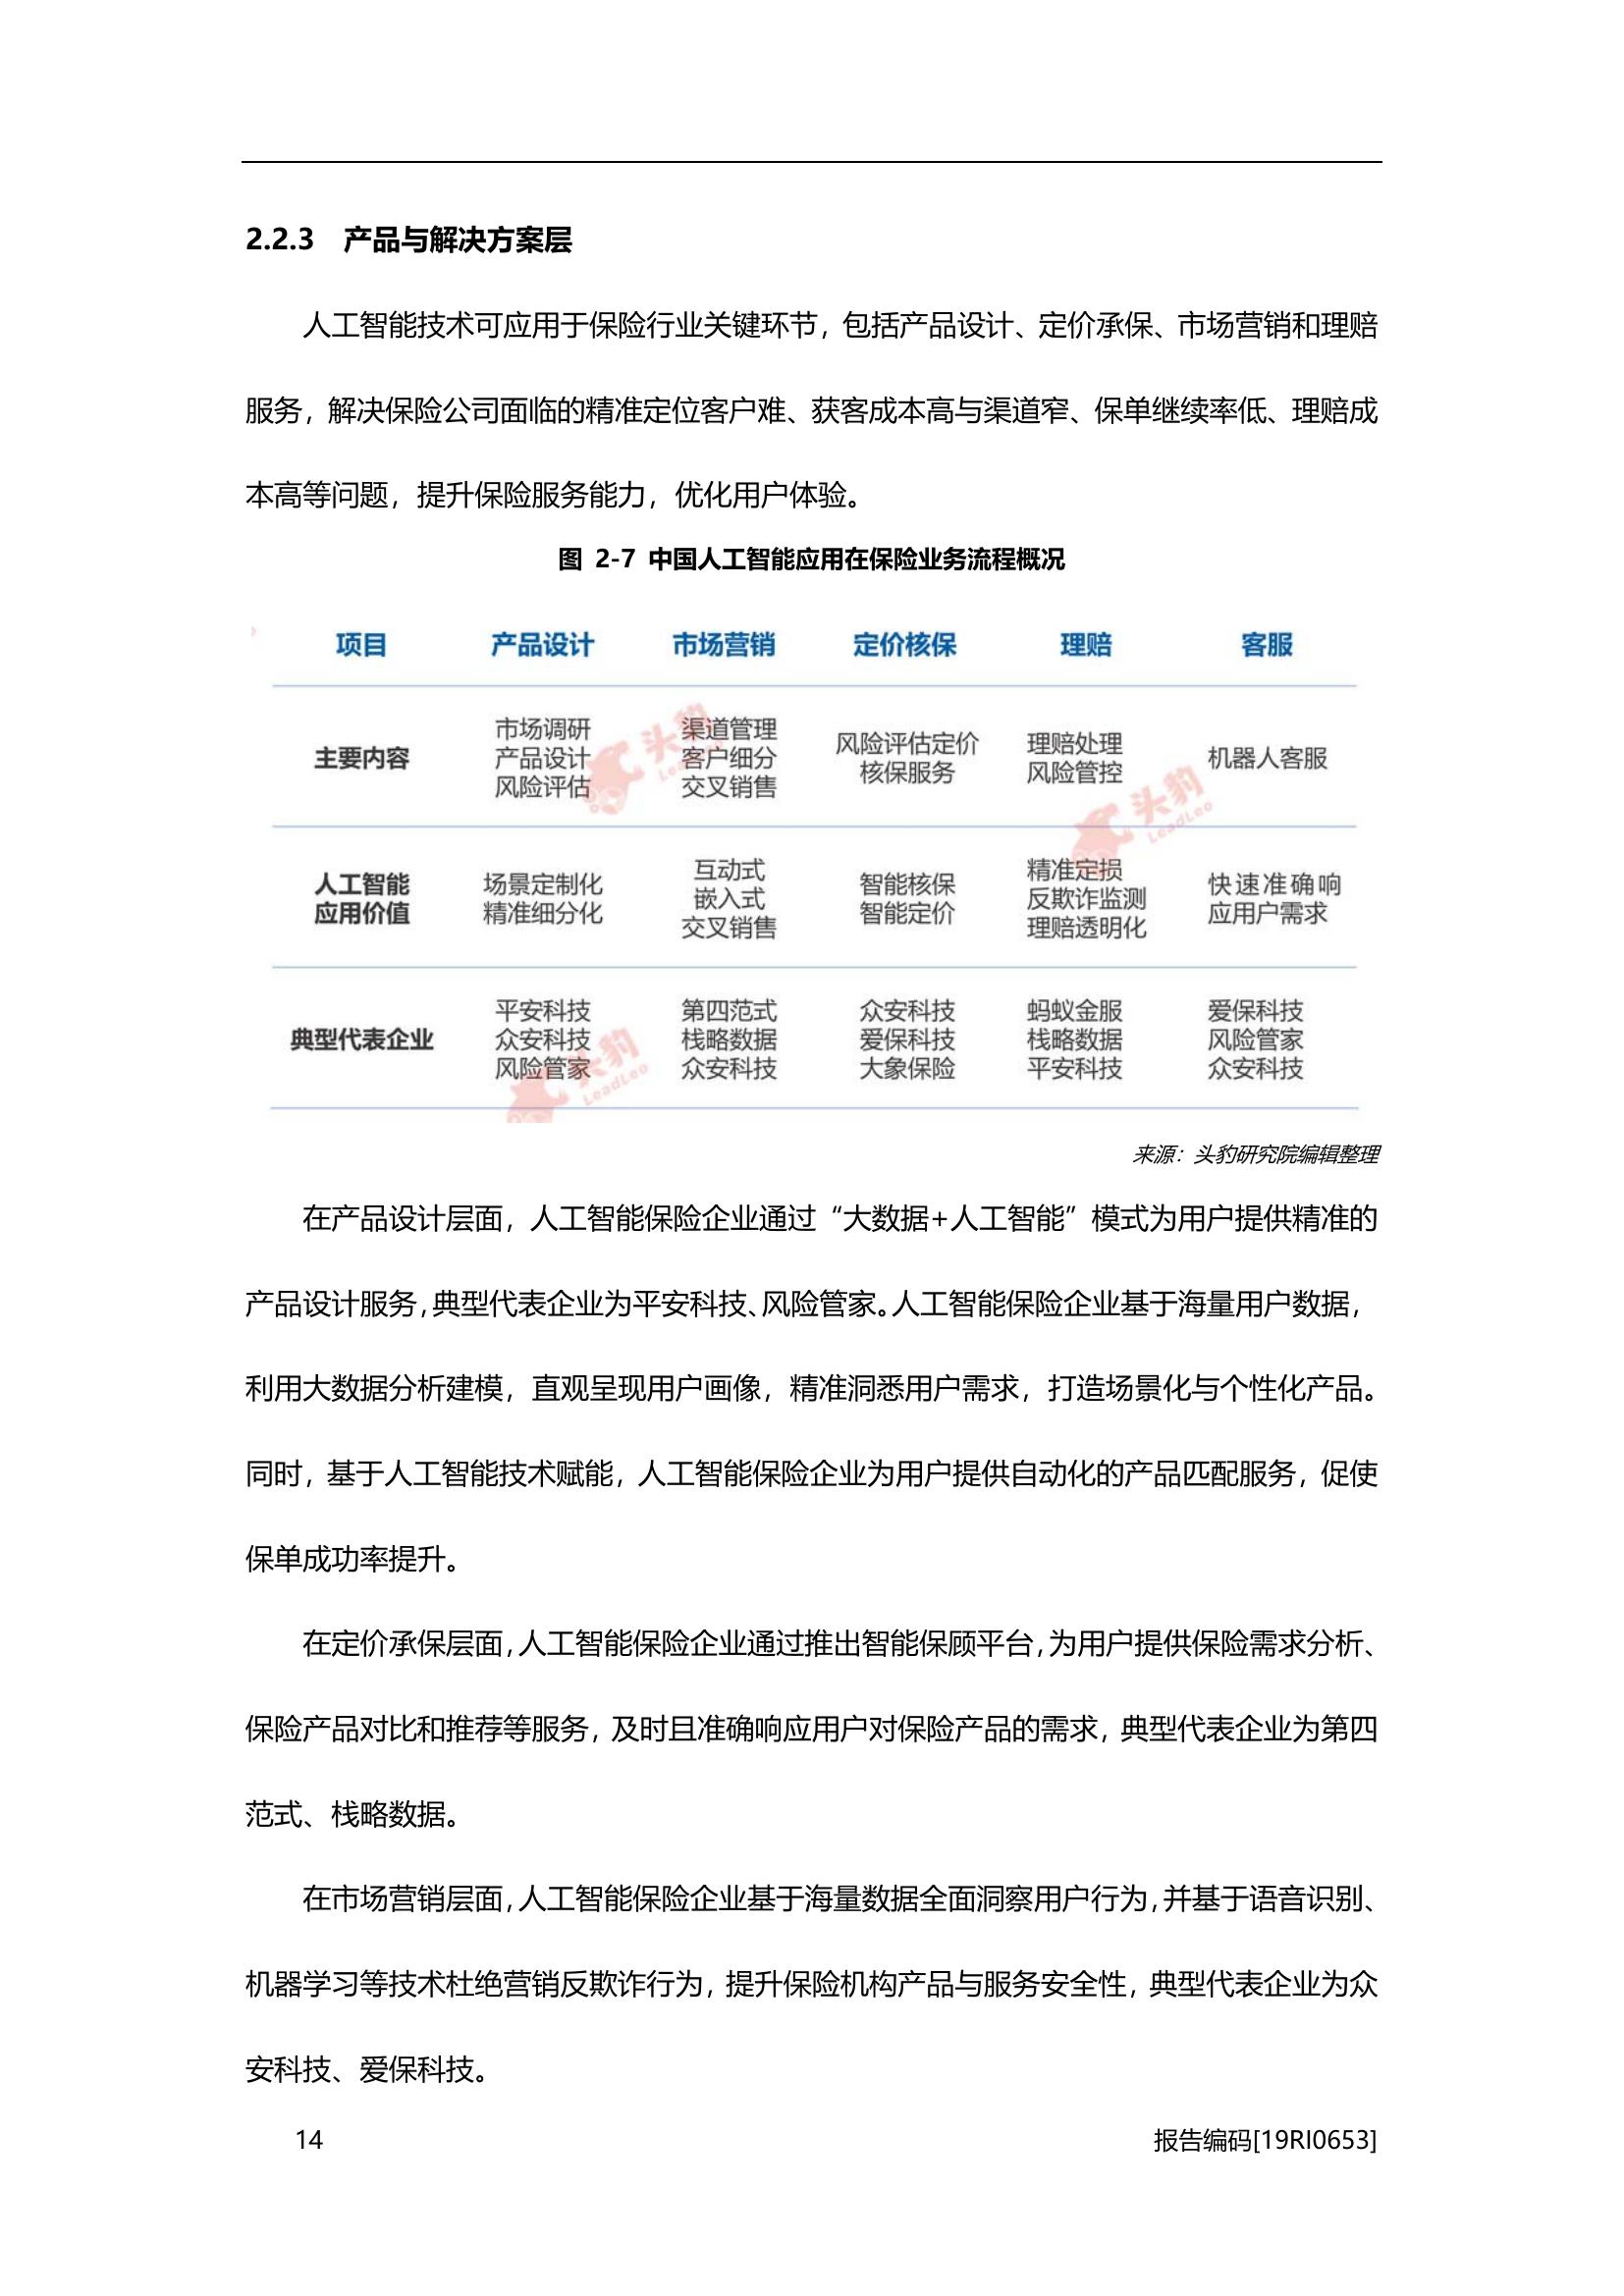 2.2.3 产品与解决方案层
人工智能技术可应用于保险行业关键环节，包括产品设计、定价承保、市场营销和理赔
服务，解决保险公司面临的精准定位客户难、获客成本高与渠道窄、保单继续率低、理赔成
本高等问题，提升保险服务能力，优化用户体验。
图 2-7 中国人工智能应用在保险业务流程概况
项目 产品设计 市场营销 定价核保 理赔 客服
主要内容
市场调研
产品设计
风险评估
渠道管理
客户细分
交叉销售
风险评估定价
核保服务
理赔处理
风险管控
机器人客服
人工智能
应用价值
场景定制化
精准细分化
互动式
嵌入式
交叉销售
智能核保
智能定价
精准定损
反欺诈监测
理赔透明化
快速准确响
应用户需求
典型代表企业
平安科技
众安科技
风险管家
第四范式
栈略数据
众安科技
众安科技
爱保科技
大象保险
蚂蚁金服
栈略数据
平安科技
爱保科技
风险管家
众安科技
头豹
LeadLeo
头豹
LeadLeo
头豹
LeadLeo
来源：头豹研究院编辑整理
在产品设计层面，人工智能保险企业通过“大数据+人工智能”模式为用户提供精准的
产品设计服务，典型代表企业为平安科技、风险管家。人工智能保险企业基于海量用户数据，
利用大数据分析建模，直观呈现用户画像，精准洞悉用户需求，打造场景化与个性化产品。
同时，基于人工智能技术赋能，人工智能保险企业为用户提供自动化的产品匹配服务，促使
保单成功率提升。
在定价承保层面，人工智能保险企业通过推出智能保顾平台，为用户提供保险需求分析、
保险产品对比和推荐等服务，及时且准确响应用户对保险产品的需求，典型代表企业为第四
范式、栈略数据。
在市场营销层面，人工智能保险企业基于海量数据全面洞察用户行为，并基于语音识别、
机器学习等技术杜绝营销反欺诈行为，提升保险机构产品与服务安全性，典型代表企业为众
安科技、爱保科技。
14 报告编码[19RI0653]